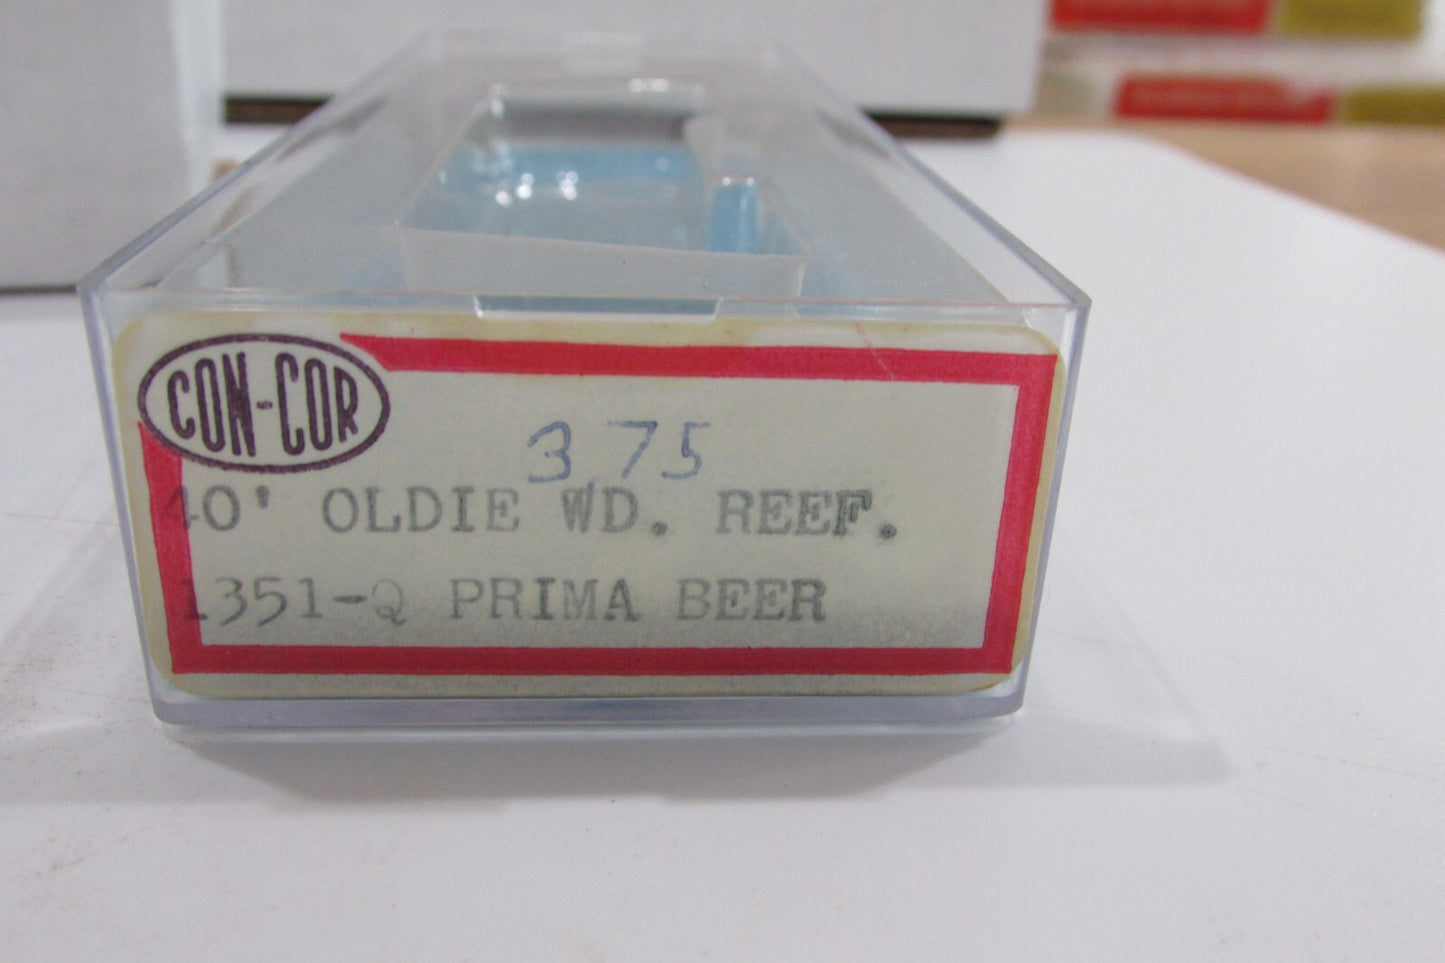 CON-COR
3.75
40' OLDIE WD. REEF.
1351-Q PRIMA BEER